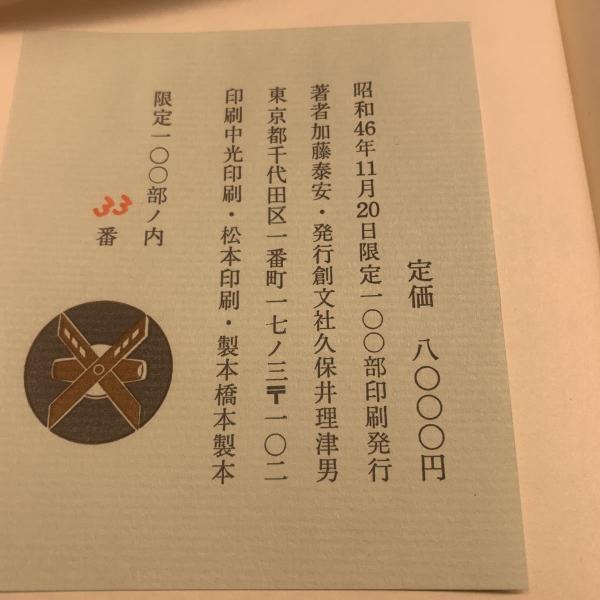 定価 八〇〇〇円
昭和46年11月20日限定一〇〇部印刷発行
著者加藤泰安・発行創文社久保井理津男
東京都千代田区一番町一七ノ三〒一〇二
印刷中光印刷・松本印刷・製本橋本製本
限定一〇〇部ノ内
33番